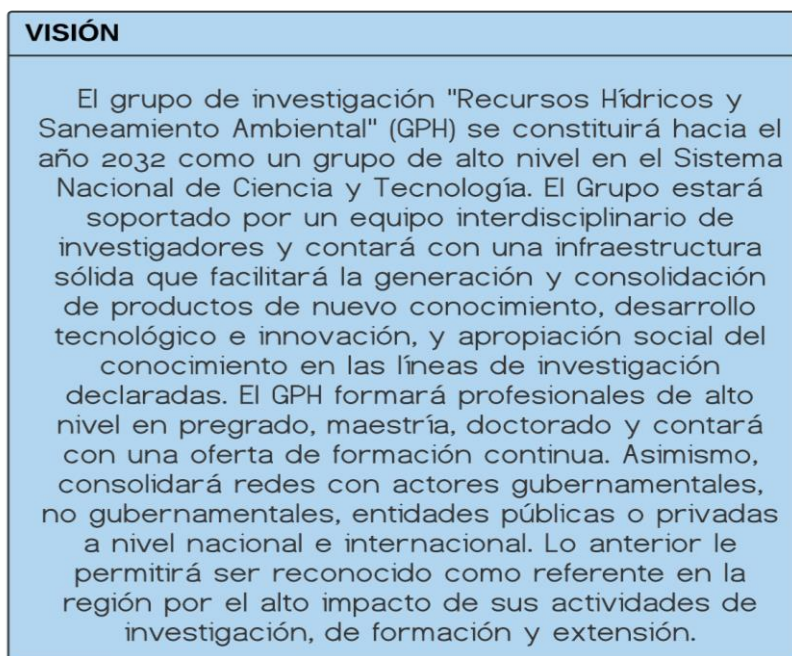 VISIÓN
El grupo de investigación "Recursos Hídricos y
Saneamiento Ambiental" (GPH) se constituirá hacia el
año 2032 como un grupo de alto nivel en el Sistema
Nacional de Ciencia y Tecnología. El Grupo estará
soportado por un equipo interdisciplinario de
investigadores y contará con una infraestructura
sólida que facilitará la generación y consolidación
de productos de nuevo conocimiento, desarrollo
tecnológico e innovación, y apropiación social del
conocimiento en las líneas de investigación
declaradas. El GPH formará profesionales de alto
nivel en pregrado, maestría, doctorado y contará
con una oferta de formación continua. Asimismo,
consolidará redes con actores gubernamentales,
no gubernamentales, entidades públicas o privadas
a nivel nacional e internacional. Lo anterior le
permitirá ser reconocido como referente en la
región por el alto impacto de sus actividades de
investigación, de formación y extensión.